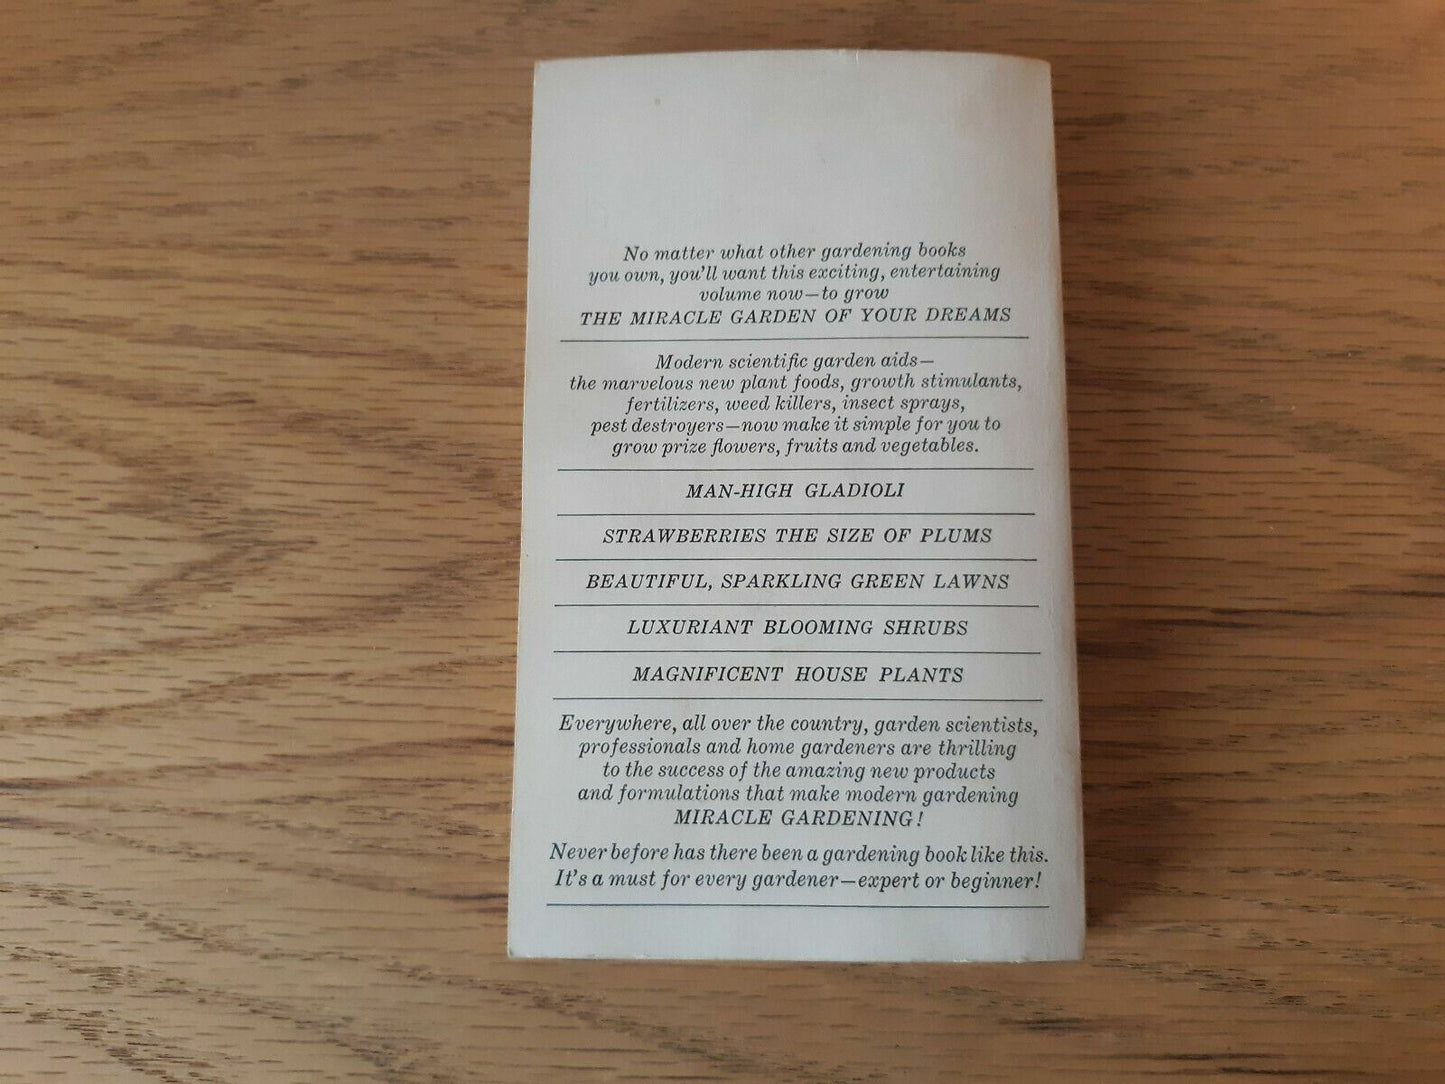 No matter what other gardening books
you own, you'll want this exciting, entertaining
volume now—to grow
THE MIRACLE GARDEN OF YOUR DREAMS
Modern scientific garden aids—
the marvelous new plant foods, growth stimulants,
fertilizers, weed killers, insect sprays,
pest destroyers—now make it simple for you to
grow prize flowers, fruits and vegetables.
MAN-HIGH GLADIOLI
STRAWBERRIES THE SIZE OF PLUMS
BEAUTIFUL, SPARKLING GREEN LAWNS
LUXURIANT BLOOMING SHRUBS
MAGNIFICENT HOUSE PLANTS
Everywhere, all over the country, garden scientists,
professionals and home gardeners are thrilling
to the success of the amazing new products
and formulations that make modern gardening
MIRACLE GARDENING!
Never before has there been a gardening book like this.
It's a must for every gardener—expert or beginner!